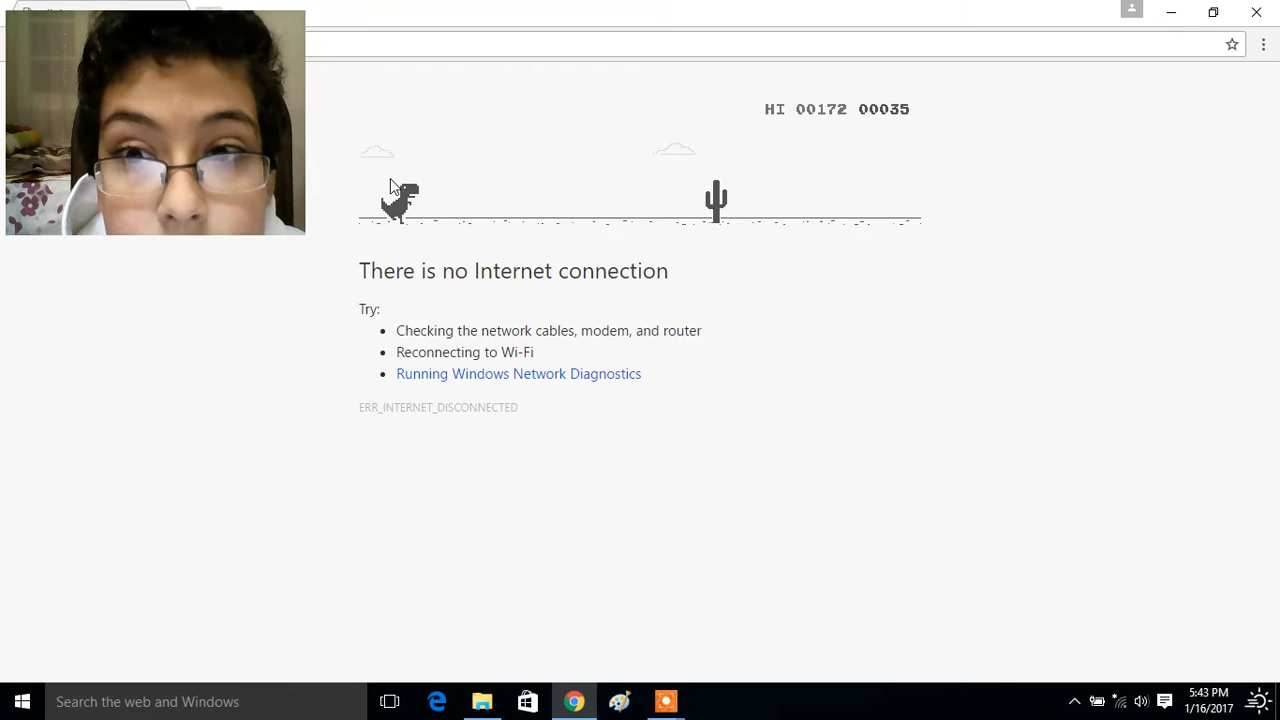 HI 00172 00035
There is no Internet connection
Try:
• Checking the network cables, modem, and router
• Reconnecting to Wi-Fi
• Running Windows Network Diagnostics
ERR_INTERNET_DISCONNECTED
Search the web and Windows
5:43 PM
1/16/2017